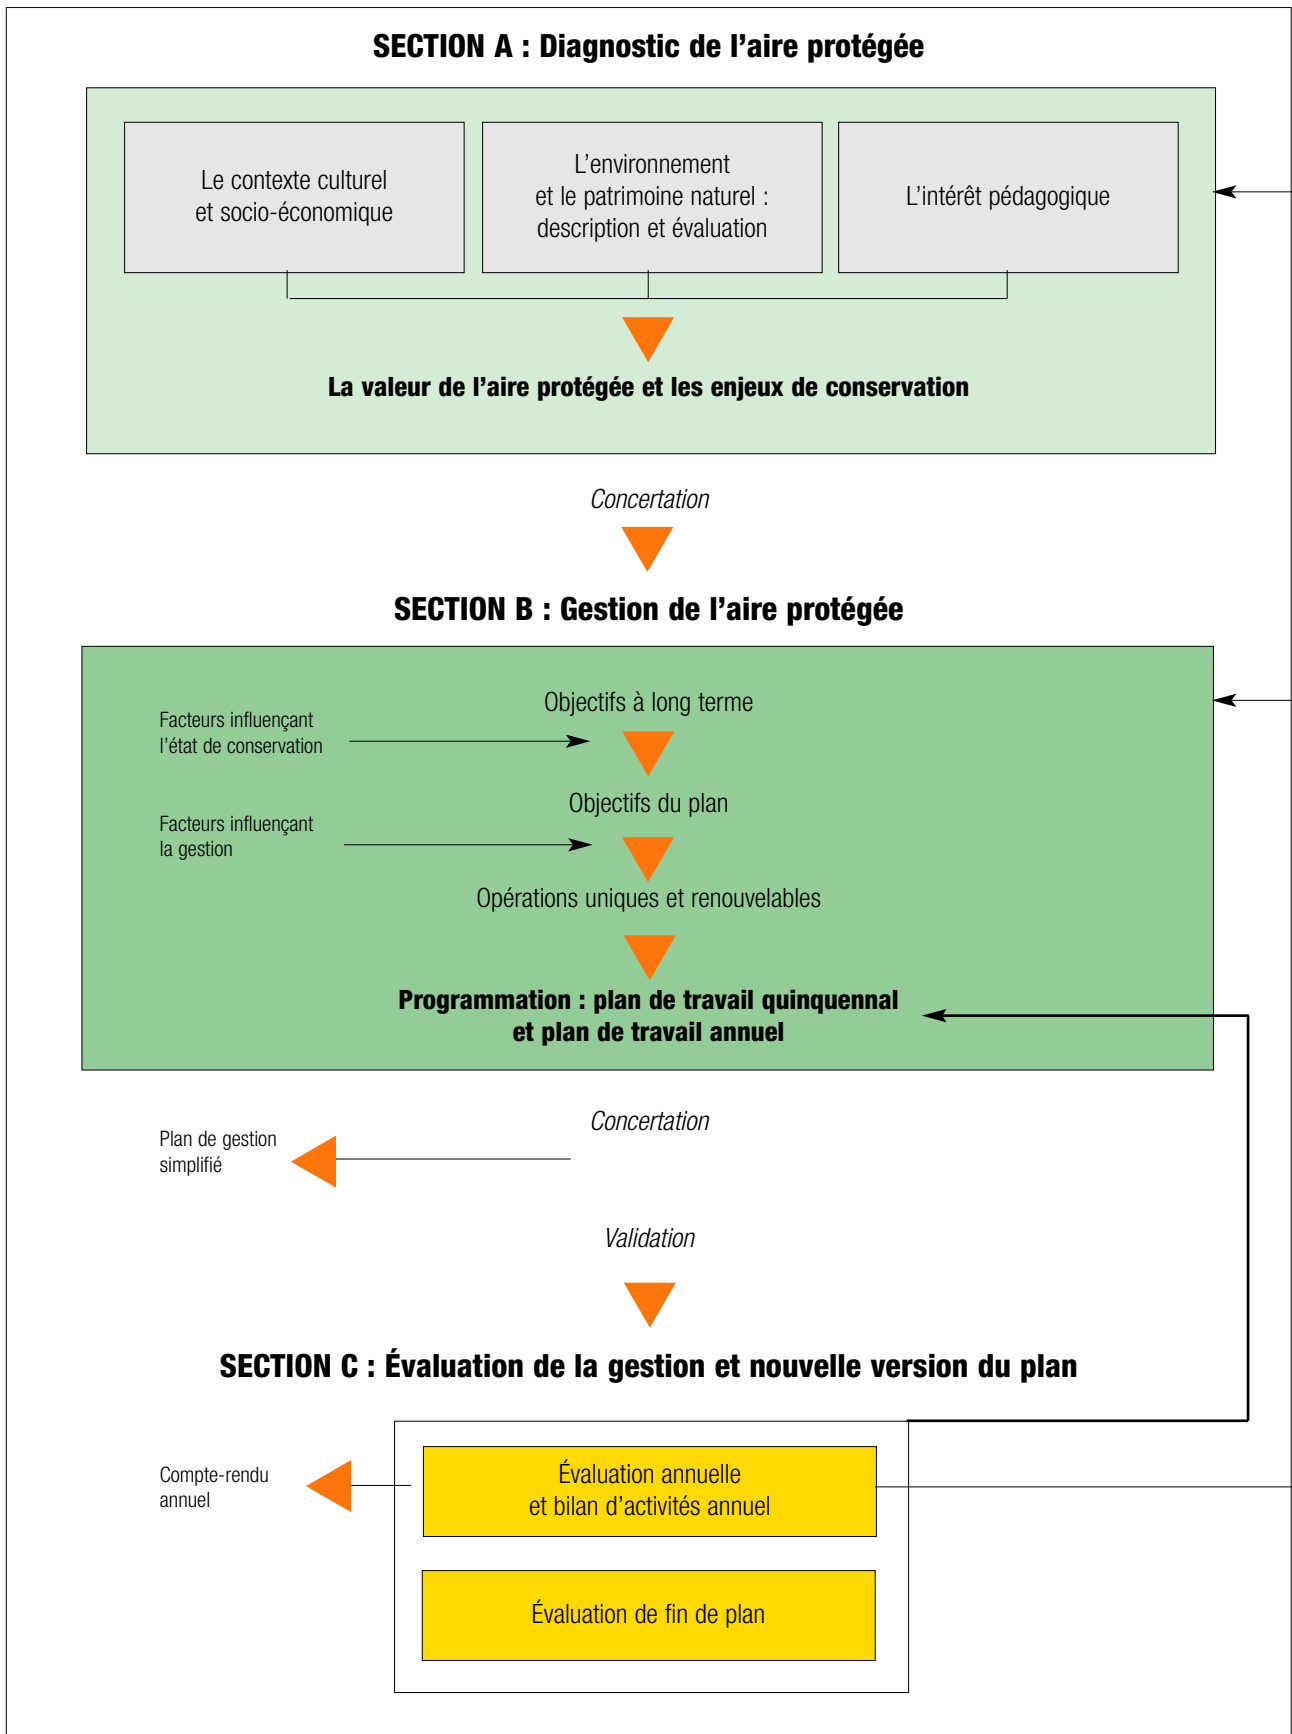 SECTION A : Diagnostic de l’aire protégée
Le contexte culturel
et socio-économique
L’environnement
et le patrimoine naturel :
description et évaluation
L’intérêt pédagogique
La valeur de l’aire protégée et les enjeux de conservation
Concertation
SECTION B : Gestion de l’aire protégée
Objectifs à long terme
Facteurs influençant
l’état de conservation
Objectifs du plan
Facteurs influençant
la gestion
Opérations uniques et renouvelables
Programmation : plan de travail quinquennal
et plan de travail annuel
Concertation
Plan de gestion
simplifié
Validation
SECTION C : Évaluation de la gestion et nouvelle version du plan
Compte-rendu
annuel
Évaluation annuelle
et bilan d’activités annuel
Évaluation de fin de plan